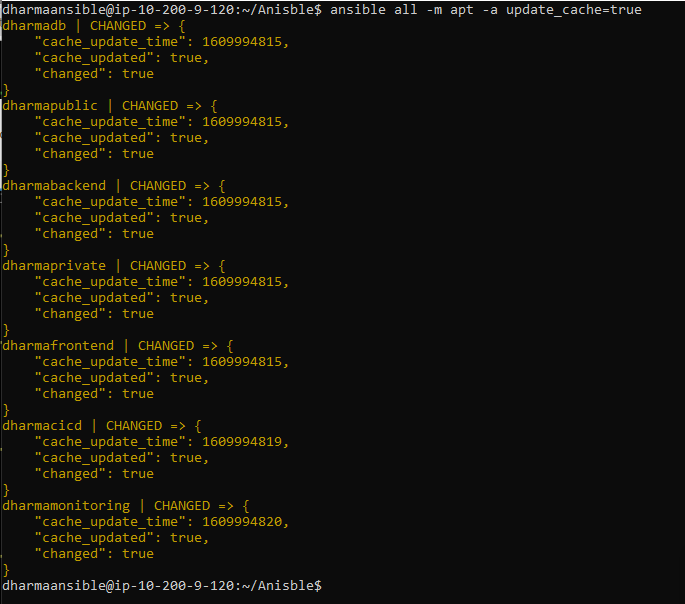 dharmaansible@ip-10-200-9-120:~/Anisble$ ansible all -m apt -a update_cache=true
dharmadb | CHANGED => {
    "cache_update_time": 1609994815,
    "cache_updated": true,
    "changed": true
}
dharmapublic | CHANGED => {
    "cache_update_time": 1609994815,
    "cache_updated": true,
    "changed": true
}
dharmabackend | CHANGED => {
    "cache_update_time": 1609994815,
    "cache_updated": true,
    "changed": true
}
dharmaprivate | CHANGED => {
    "cache_update_time": 1609994815,
    "cache_updated": true,
    "changed": true
}
dharmafrontend | CHANGED => {
    "cache_update_time": 1609994815,
    "cache_updated": true,
    "changed": true
}
dharmacicd | CHANGED => {
    "cache_update_time": 1609994819,
    "cache_updated": true,
    "changed": true
}
dharmamonitoring | CHANGED => {
    "cache_update_time": 1609994820,
    "cache_updated": true,
    "changed": true
}
dharmaansible@ip-10-200-9-120:~/Anisble$